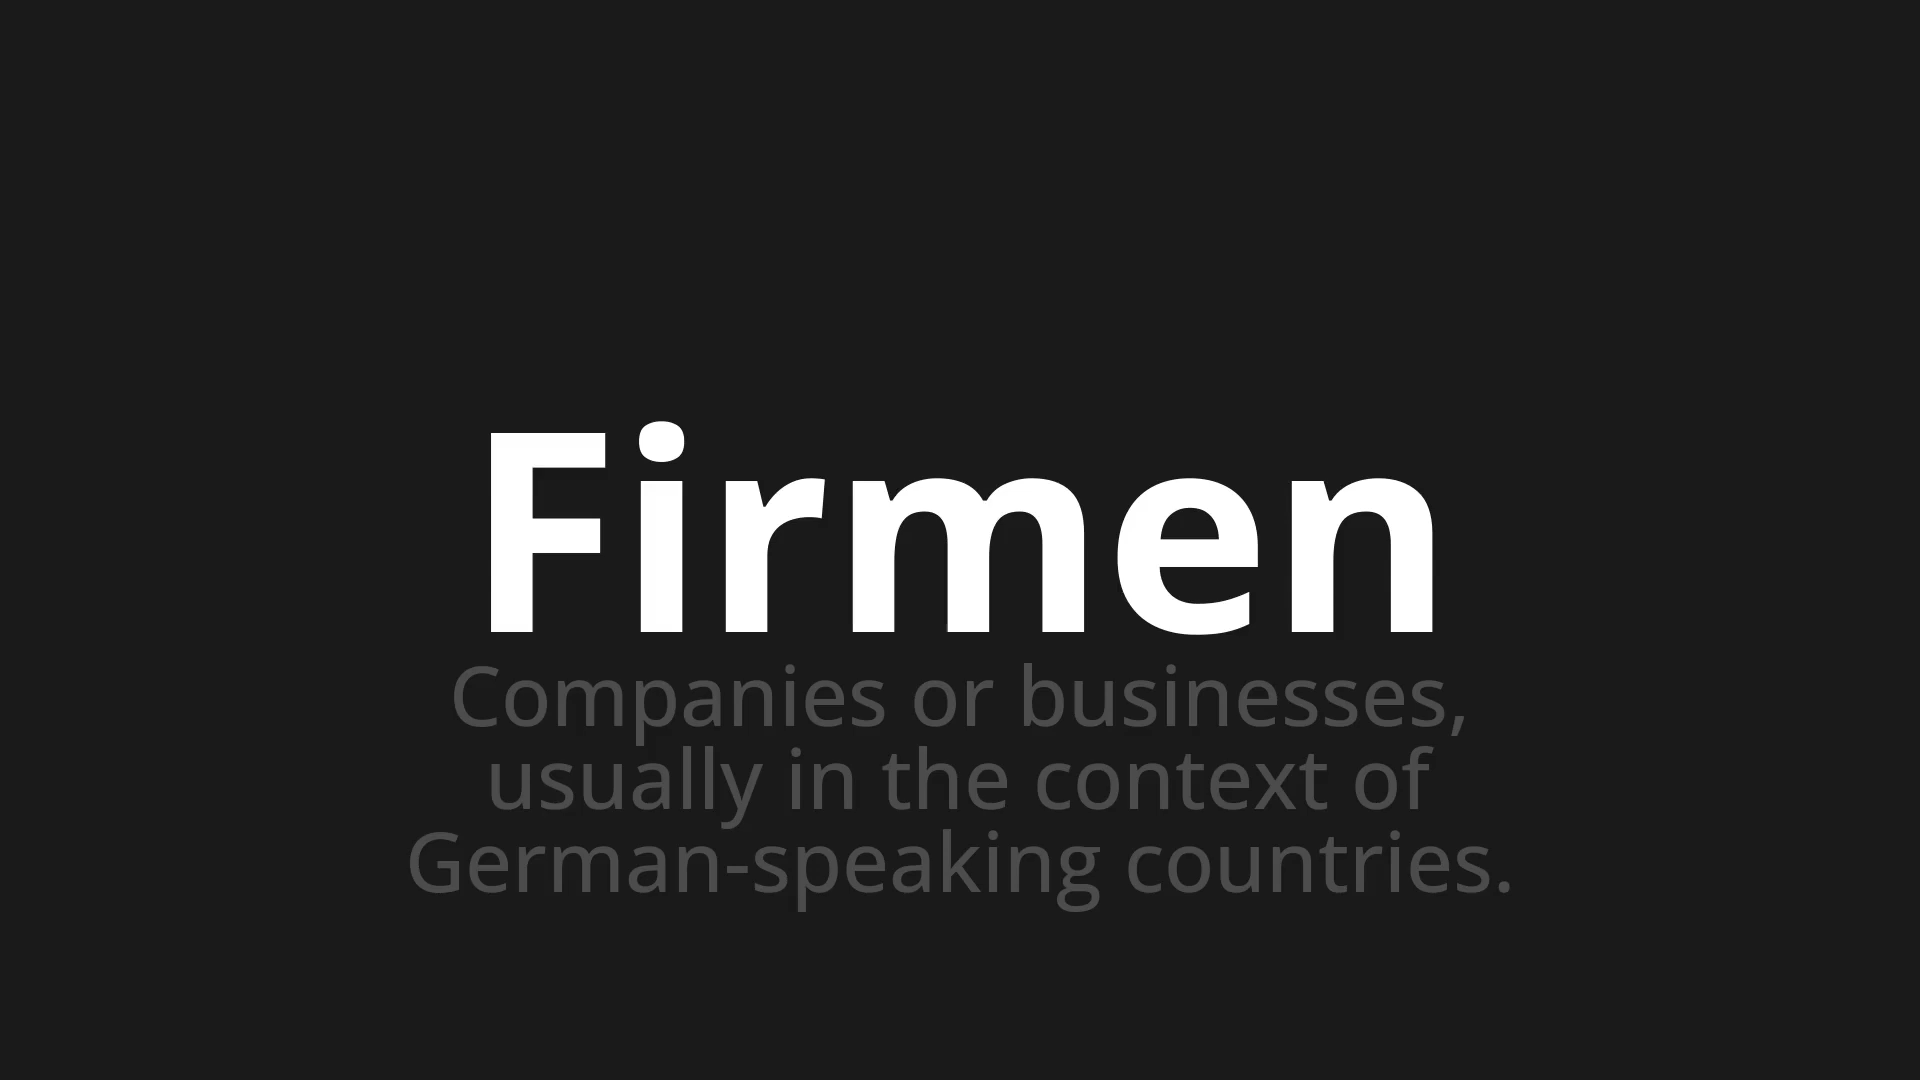 Firmen
Companies or businesses,
usually in the context of
German-speaking countries.